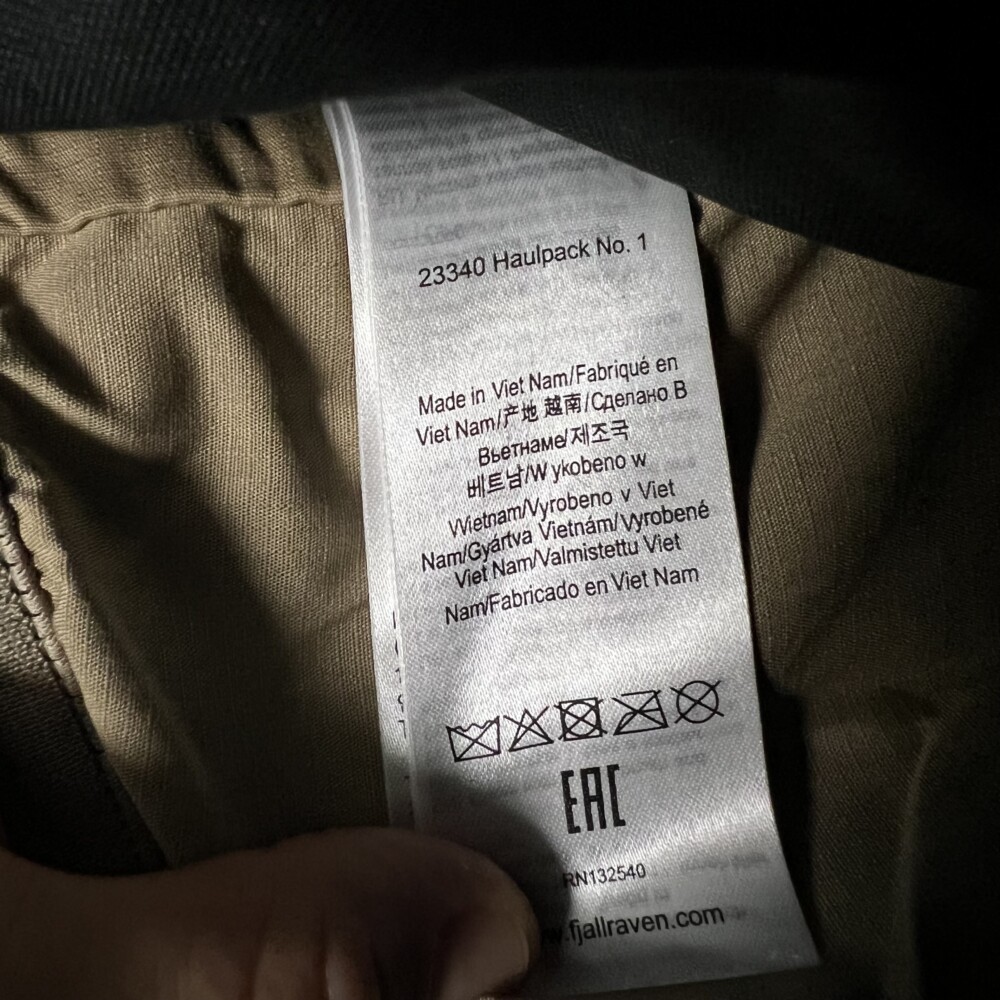 23340 Haulpack No. 1
Made in Viet Nam/Fabriqué en
Viet Nam/产地 越南/Сделано В
Вьетнаме/제조국
베트남/W ykobeno w
Wietnam/Vyrobeno v Viet
Nam/Gyártva Vietnám/Vyrobené
Viet Nam/Valmistettu Viet
Nam/Fabricado en Viet Nam
EAC
RN132540
.fjallraven.com